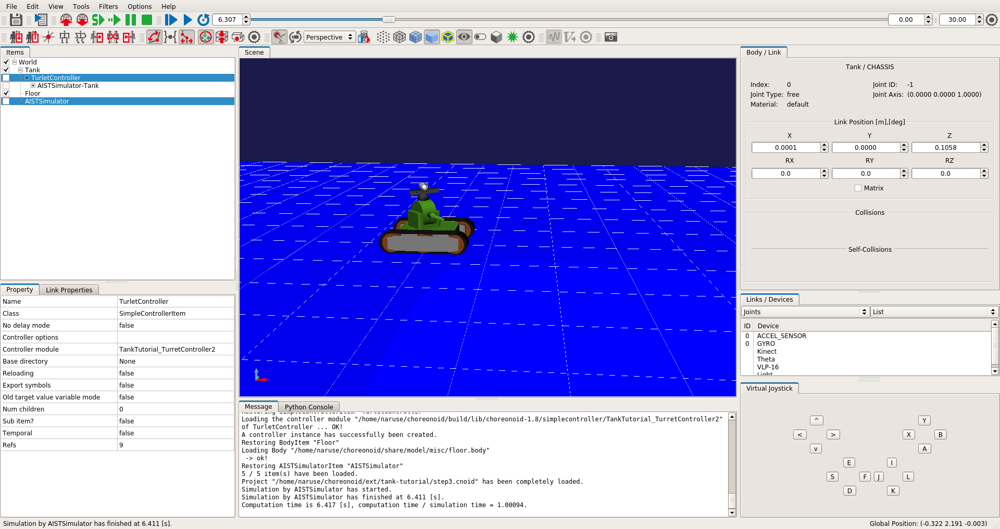 File Edit View Tools Filters Options Help
6.307
0.00 : 30.00
Perspective
Items
World
Tank
TurletController
AISTSimulator-Tank
Floor
AISTSimulator
Property Link Properties
Name TurletController
Class SimpleControllerItem
No delay mode false
Controller options
Controller module TankTutorial_TurretController2
Base directory None
Reloading false
Export symbols false
Old target value variable mode false
Num children 0
Sub item? false
Temporal false
Refs 9
Scene
Message Python Console
Restoring SimpleControllerItem "TurletController"
Loading the controller module "/home/naruse/choreonoid/build/lib/choreonoid-1.8/simplecontroller/TankTutorial_TurretController2"
of TurletController ... OK!
A controller instance has successfully been created.
Restoring BodyItem "Floor"
Loading Body "/home/naruse/choreonoid/share/model/misc/floor.body"
-> ok!
Restoring AISTSimulatorItem "AISTSimulator"
5 / 5 item(s) have been loaded.
Project "/home/naruse/choreonoid/ext/tank-tutorial/step3.cnoid" has been completely loaded.
Simulation by AISTSimulator has started.
Simulation by AISTSimulator has finished at 6.411 [s].
Computation time is 6.417 [s], computation time / simulation time = 1.00094.
Body / Link
Tank / CHASSIS
Index: 0 Joint ID: -1
Joint Type: free Joint Axis: (0.0000 0.0000 1.0000)
Material: default
Link Position [m],[deg]
X Y Z
0.0001 0.0000 0.1058
RX RY RZ
0.0 0.0 0.0
Matrix
Collisions
Self-Collisions
Links / Devices
Joints List
ID Device
0 ACCEL_SENSOR
0 GYRO
Kinect
Theta
VLP-16
Light
Virtual Joystick
^ Y
< > X B
v A
E I
S F J L
D K
Simulation by AISTSimulator has finished at 6.411 [s].
Global Position: (-0.322 2.191 -0.003)